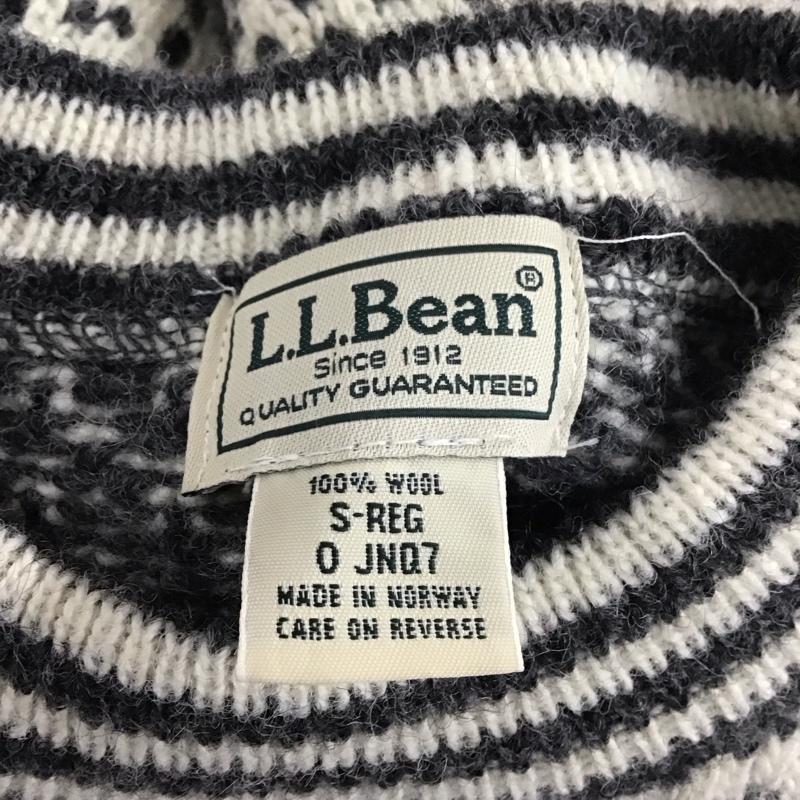 L.L.Bean®
Since 1912
QUALITY GUARANTEED
100% WOOL
S-REG
0 JNQ7
MADE IN NORWAY
CARE ON REVERSE